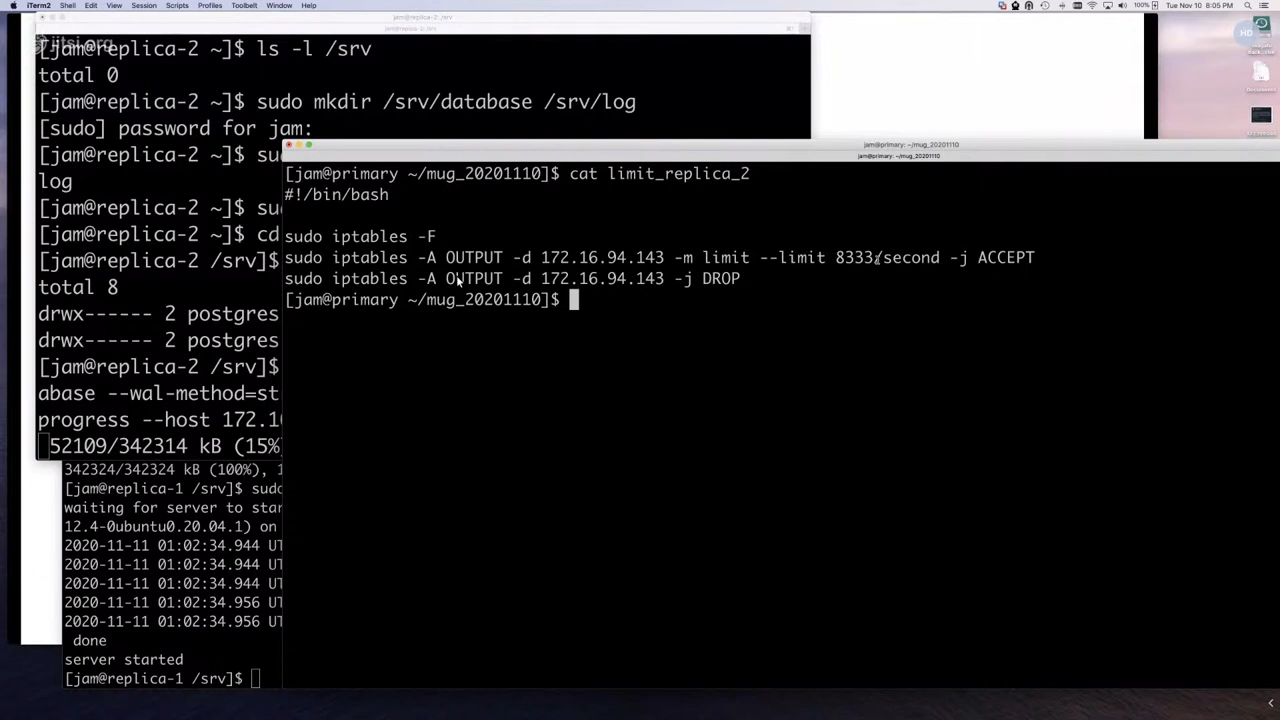 iTerm2 Shell Edit View Session Scripts Profiles Toolbelt Window Help
100% Tue Nov 10 8:05 PM
jam@replica-2: /srv
jitsi.org
HD
[jam@replica-2 ~]$ ls -l /srv
total 0
[jam@replica-2 ~]$ sudo mkdir /srv/database /srv/log
[sudo] password for jam:
[jam@replica-2 ~]$ su
log
[jam@replica-2 ~]$ su
[jam@replica-2 ~]$ cd
[jam@replica-2 /srv]$
total 8
drwx------ 2 postgres
drwx------ 2 postgres
[jam@replica-2 /srv]$
abase --wal-method=st
progress --host 172.1
52109/342314 kB (15%)
jam@primary: ~/mug_20201110
jam@primary: ~/mug_20201110
[jam@primary ~/mug_20201110]$ cat limit_replica_2
#!/bin/bash
sudo iptables -F
sudo iptables -A OUTPUT -d 172.16.94.143 -m limit --limit 8333/second -j ACCEPT
sudo iptables -A OUTPUT -d 172.16.94.143 -j DROP
[jam@primary ~/mug_20201110]$
342324/342324 kB (100%), 1
[jam@replica-1 /srv]$ sudo
waiting for server to star
12.4-0ubuntu0.20.04.1) on
2020-11-11 01:02:34.944 UT
2020-11-11 01:02:34.944 UT
2020-11-11 01:02:34.944 UT
2020-11-11 01:02:34.956 UT
2020-11-11 01:02:34.956 UT
done
server started
[jam@replica-1 /srv]$